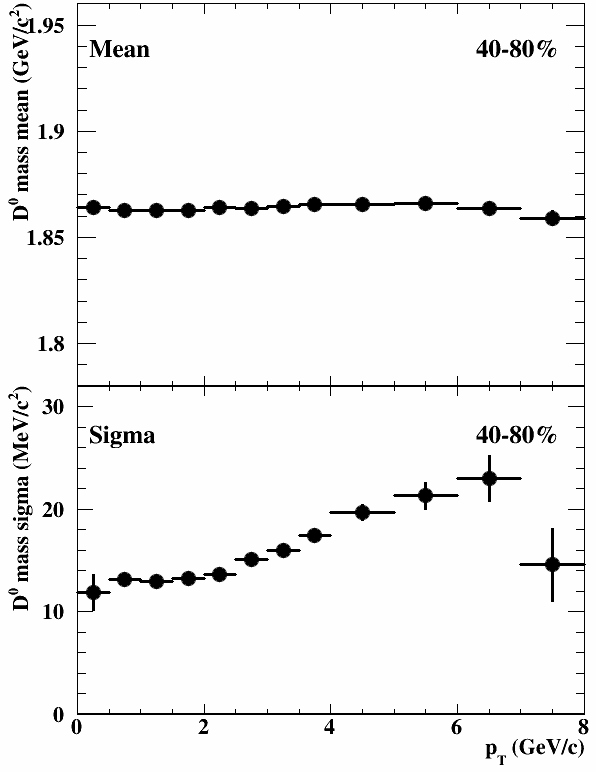 D⁰ mass mean (GeV/c²)
1.95
Mean 40-80%
1.9
1.85
1.8
D⁰ mass sigma (MeV/c²)
30
Sigma 40-80%
20
10
0
0 2 4 6 8
p_T (GeV/c)